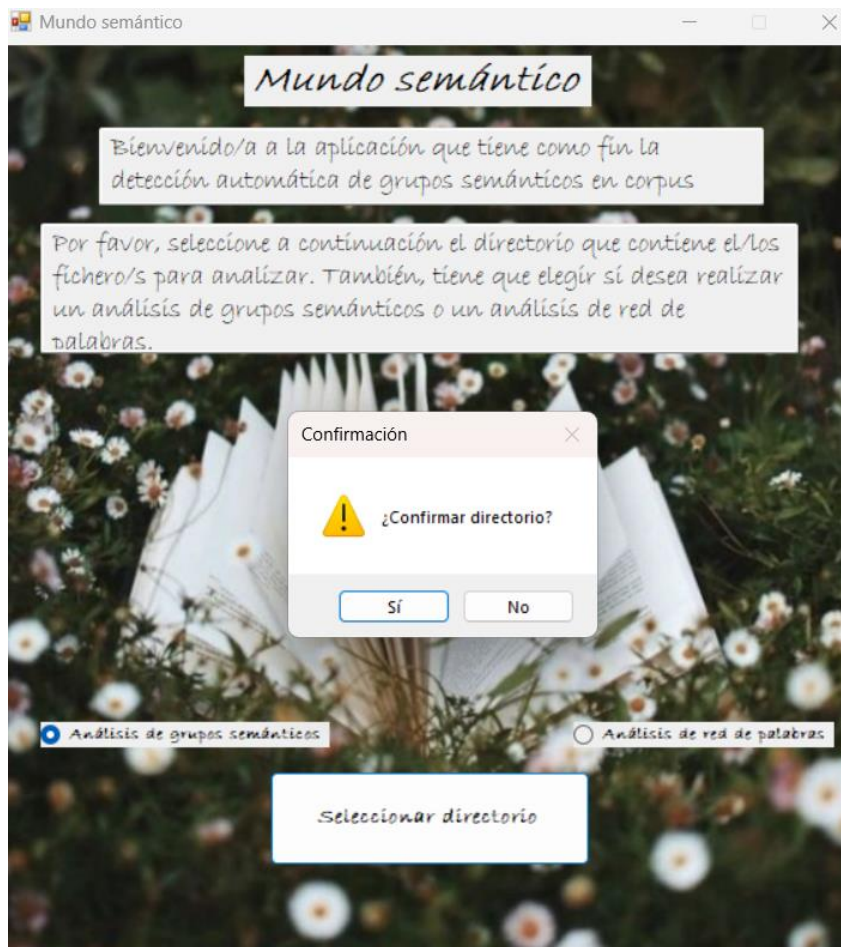 Mundo semántico
Mundo semántico
Bienvenido/a a la aplicación que tiene como fin la
detección automática de grupos semánticos en corpus
Por favor, seleccione a continuación el directorio que contiene el/los
fichero/s para analizar. También, tiene que elegir si desea realizar
un análisis de grupos semánticos o un análisis de red de
palabras.
Confirmación
¿Confirmar directorio?
Sí
No
Análisis de grupos semánticos
Análisis de red de palabras
Seleccionar directorio